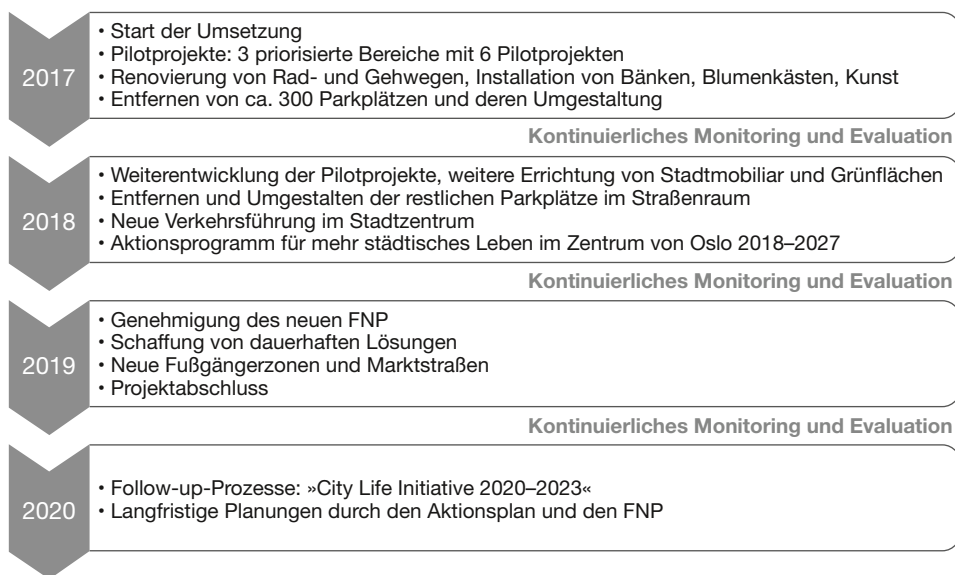 2017
• Start der Umsetzung
• Pilotprojekte: 3 priorisierte Bereiche mit 6 Pilotprojekten
• Renovierung von Rad- und Gehwegen, Installation von Bänken, Blumenkästen, Kunst
• Entfernen von ca. 300 Parkplätzen und deren Umgestaltung
Kontinuierliches Monitoring und Evaluation
2018
• Weiterentwicklung der Pilotprojekte, weitere Errichtung von Stadtmobiliar und Grünflächen
• Entfernen und Umgestalten der restlichen Parkplätze im Straßenraum
• Neue Verkehrsführung im Stadtzentrum
• Aktionsprogramm für mehr städtisches Leben im Zentrum von Oslo 2018–2027
Kontinuierliches Monitoring und Evaluation
2019
• Genehmigung des neuen FNP
• Schaffung von dauerhaften Lösungen
• Neue Fußgängerzonen und Marktstraßen
• Projektabschluss
Kontinuierliches Monitoring und Evaluation
2020
• Follow-up-Prozesse: »City Life Initiative 2020–2023«
• Langfristige Planungen durch den Aktionsplan und den FNP